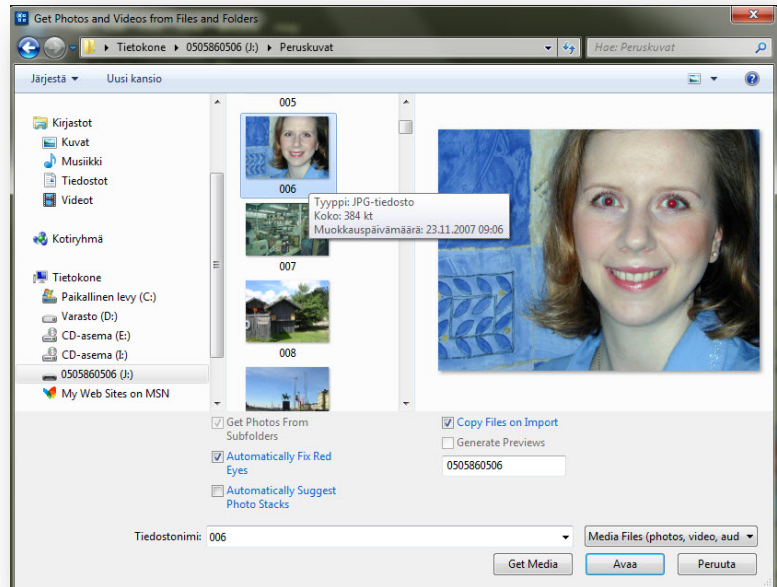 Get Photos and Videos from Files and Folders
Tietokone 0505860506 (J:) Peruskuvat
Hae: Peruskuvat
Järjestä
Uusi kansio
Kirjastot
Kuvat
Musiikki
Tiedostot
Videot
Kotiryhmä
Tietokone
Paikallinen levy (C:)
Varasto (D:)
CD-asema (E:)
CD-asema (I:)
0505860506 (J:)
My Web Sites on MSN
005
006
Tyyppi: JPG-tiedosto
Koko: 384 kt
Muokkauspäivämäärä: 23.11.2007 09:06
007
008
Get Photos From
Subfolders
Automatically Fix Red
Eyes
Automatically Suggest
Photo Stacks
Copy Files on Import
Generate Previews
0505860506
Tiedostonimi: 006
Media Files (photos, video, aud
Get Media
Avaa
Peruuta